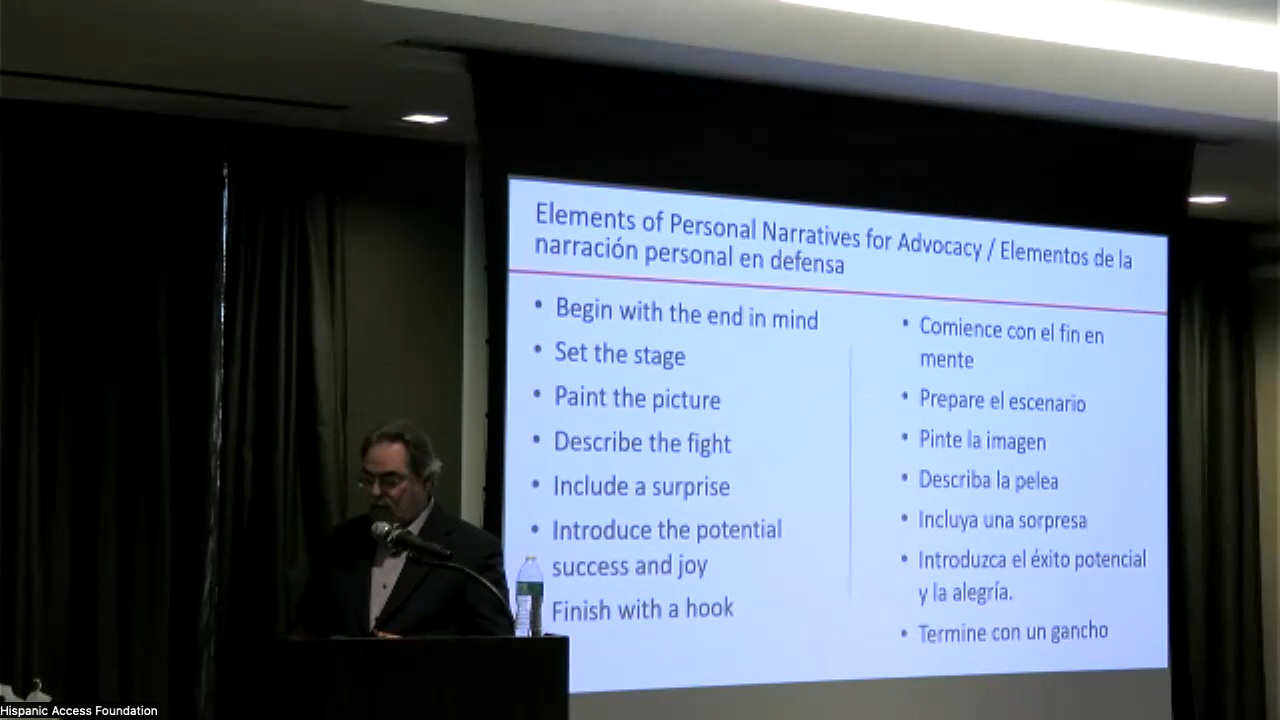 Elements of Personal Narratives for Advocacy / Elementos de la
narración personal en defensa
• Begin with the end in mind
• Set the stage
• Paint the picture
• Describe the fight
• Include a surprise
• Introduce the potential
success and joy
Finish with a hook
• Comience con el fin en
mente
• Prepare el escenario
• Pinte la imagen
• Describa la pelea
• Incluya una sorpresa
• Introduzca el éxito potencial
y la alegría.
• Termine con un gancho
Hispanic Access Foundation